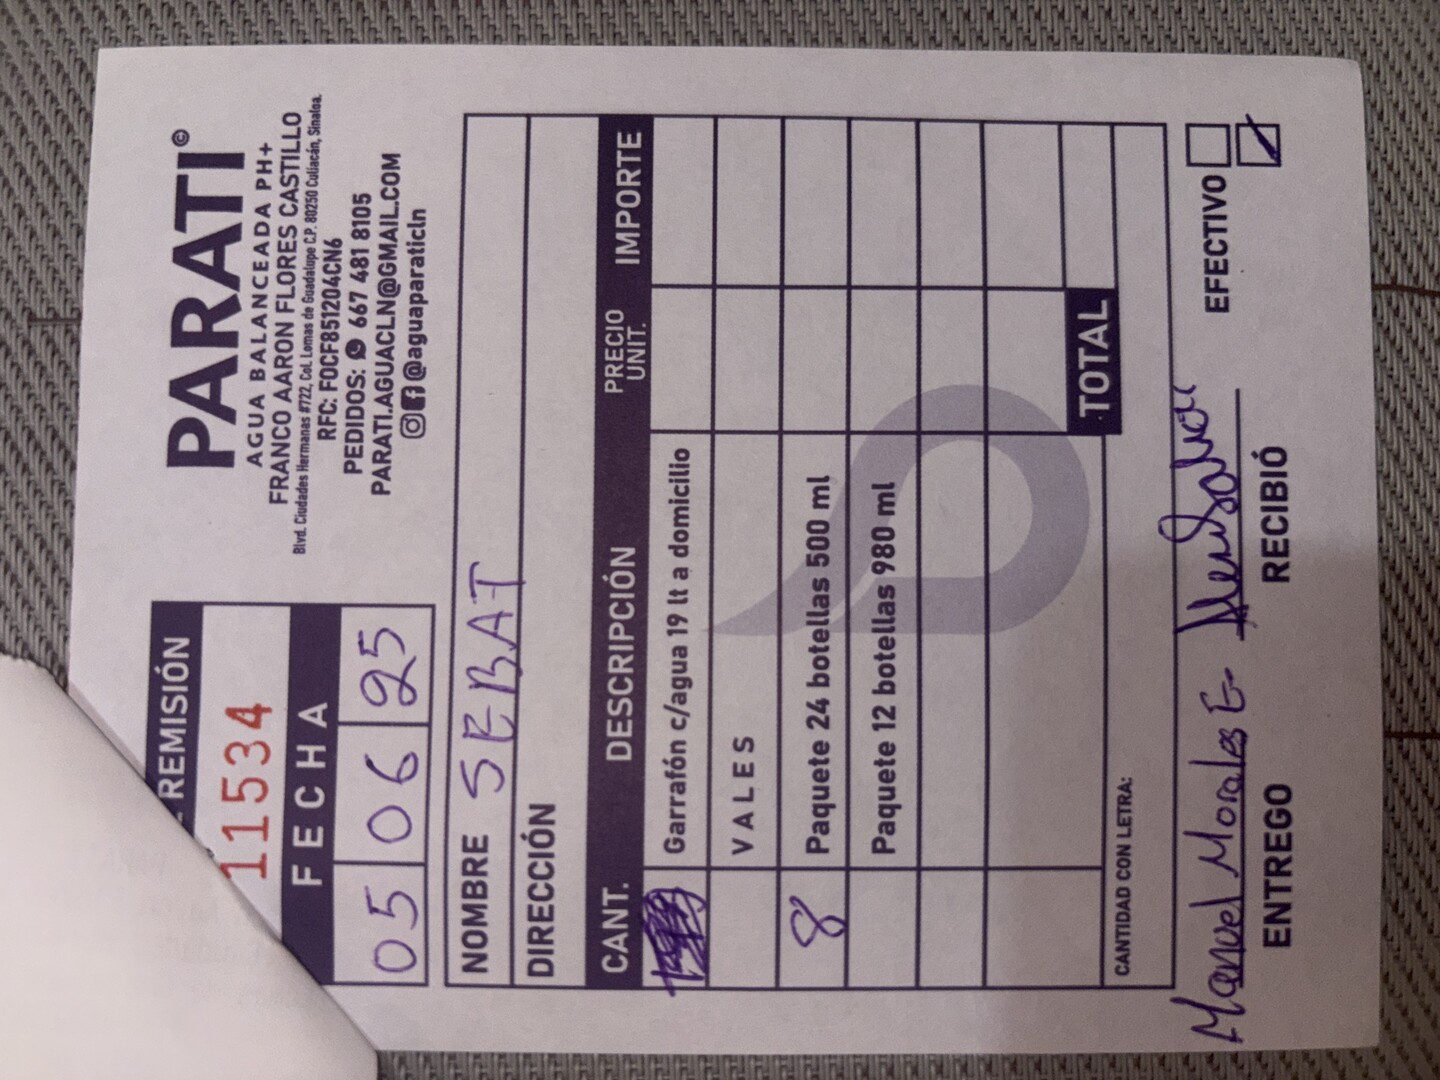 PARATI©
AGUA BALANCEADA PH+
FRANCO AARON FLORES CASTILLO
Blvd. Ciudades Hermanas #722, Col. Lomas de Guadalupe C.P. 80250 Culiacán, Sinaloa.
RFC: FOCF851204CN6
PEDIDOS: 667 481 8105
PARATI.AGUACLN@GMAIL.COM
@aguaparaticln
REMISIÓN
11534
FECHA
05 06 25
NOMBRE SEBAT
DIRECCIÓN
CANT. DESCRIPCIÓN PRECIO UNIT. IMPORTE
Garrafón c/agua 19 lt a domicilio
VALES
8 Paquete 24 botellas 500 ml
Paquete 12 botellas 980 ml
TOTAL
CANTIDAD CON LETRA:
EFECTIVO
Manuel Morales E.
ENTREGO RECIBIÓ